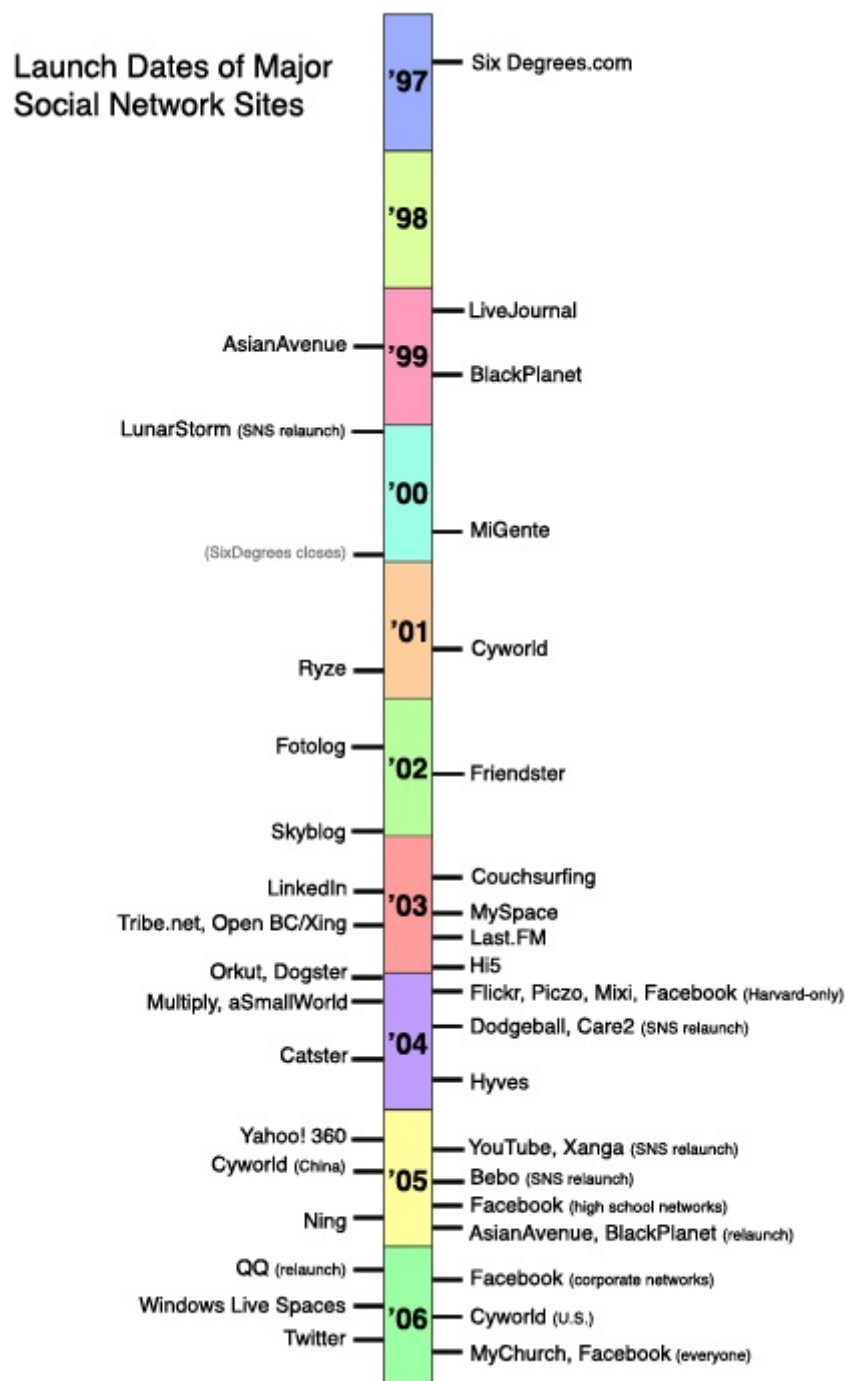 Launch Dates of Major
Social Network Sites
'97
Six Degrees.com
'98
'99
LiveJournal
AsianAvenue
BlackPlanet
LunarStorm (SNS relaunch)
'00
MiGente
(SixDegrees closes)
'01
Cyworld
Ryze
Fotolog
'02
Friendster
Skyblog
Couchsurfing
LinkedIn
'03
MySpace
Tribe.net, Open BC/Xing
Last.FM
Hi5
Orkut, Dogster
Flickr, Piczo, Mixi, Facebook (Harvard-only)
Multiply, aSmallWorld
Dodgeball, Care2 (SNS relaunch)
'04
Catster
Hyves
Yahoo! 360
YouTube, Xanga (SNS relaunch)
Cyworld (China)
Bebo (SNS relaunch)
'05
Facebook (high school networks)
Ning
AsianAvenue, BlackPlanet (relaunch)
QQ (relaunch)
Facebook (corporate networks)
Windows Live Spaces
Cyworld (U.S.)
'06
Twitter
MyChurch, Facebook (everyone)